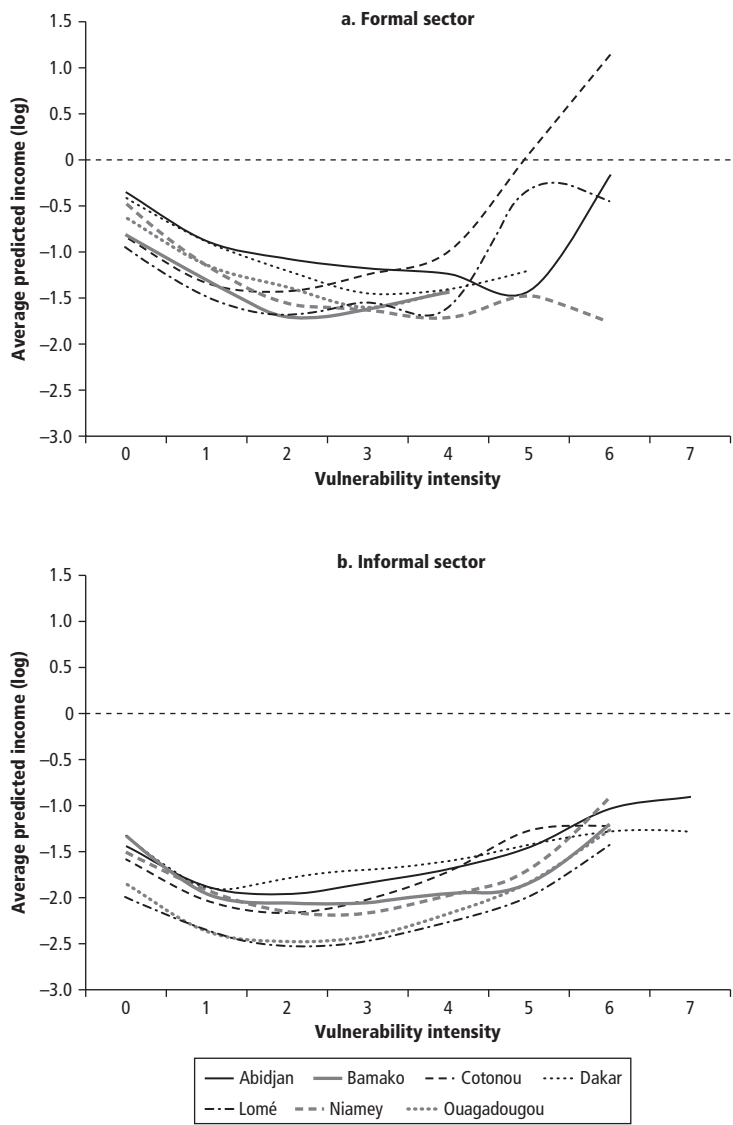 a. Formal sector
1.5
1.0
0.5
0
–0.5
–1.0
–1.5
–2.0
–2.5
–3.0
Average predicted income (log)
0 1 2 3 4 5 6 7
Vulnerability intensity
b. Informal sector
1.5
1.0
0.5
0
–0.5
–1.0
–1.5
–2.0
–2.5
–3.0
Average predicted income (log)
0 1 2 3 4 5 6 7
Vulnerability intensity
Abidjan Bamako Cotonou Dakar
Lomé Niamey Ouagadougou